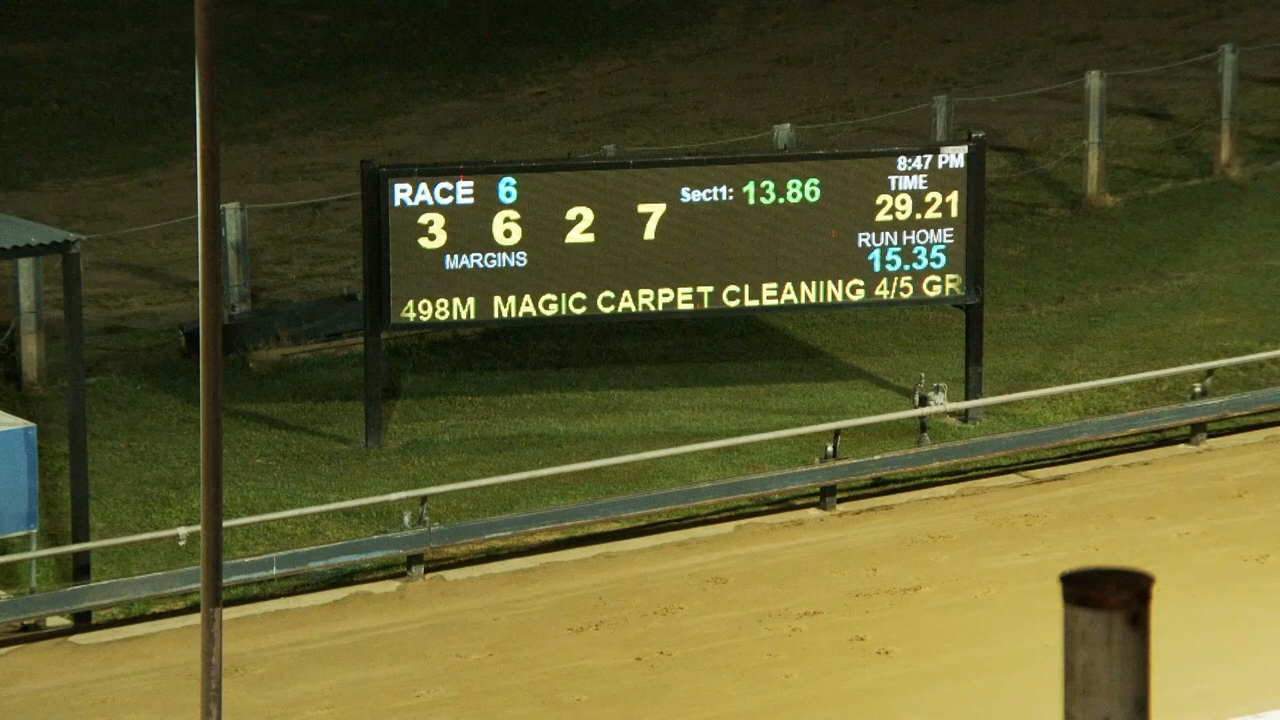 8:47 PM
RACE 6 Sect1: 13.86 TIME
3 6 2 7 29.21
MARGINS RUN HOME
15.35
498M MAGIC CARPET CLEANING 4/5 GR